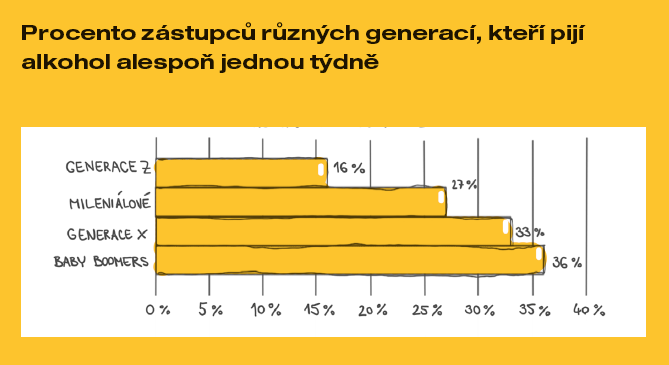 Procento zástupců různých generací, kteří pijí
alkohol alespoň jednou týdně
GENERACE Z 16 %
MILENIÁLOVÉ 27 %
GENERACE X 33 %
BABY BOOMERS 36 %
0 % 5 % 10 % 15 % 20 % 25 % 30 % 35 % 40 %